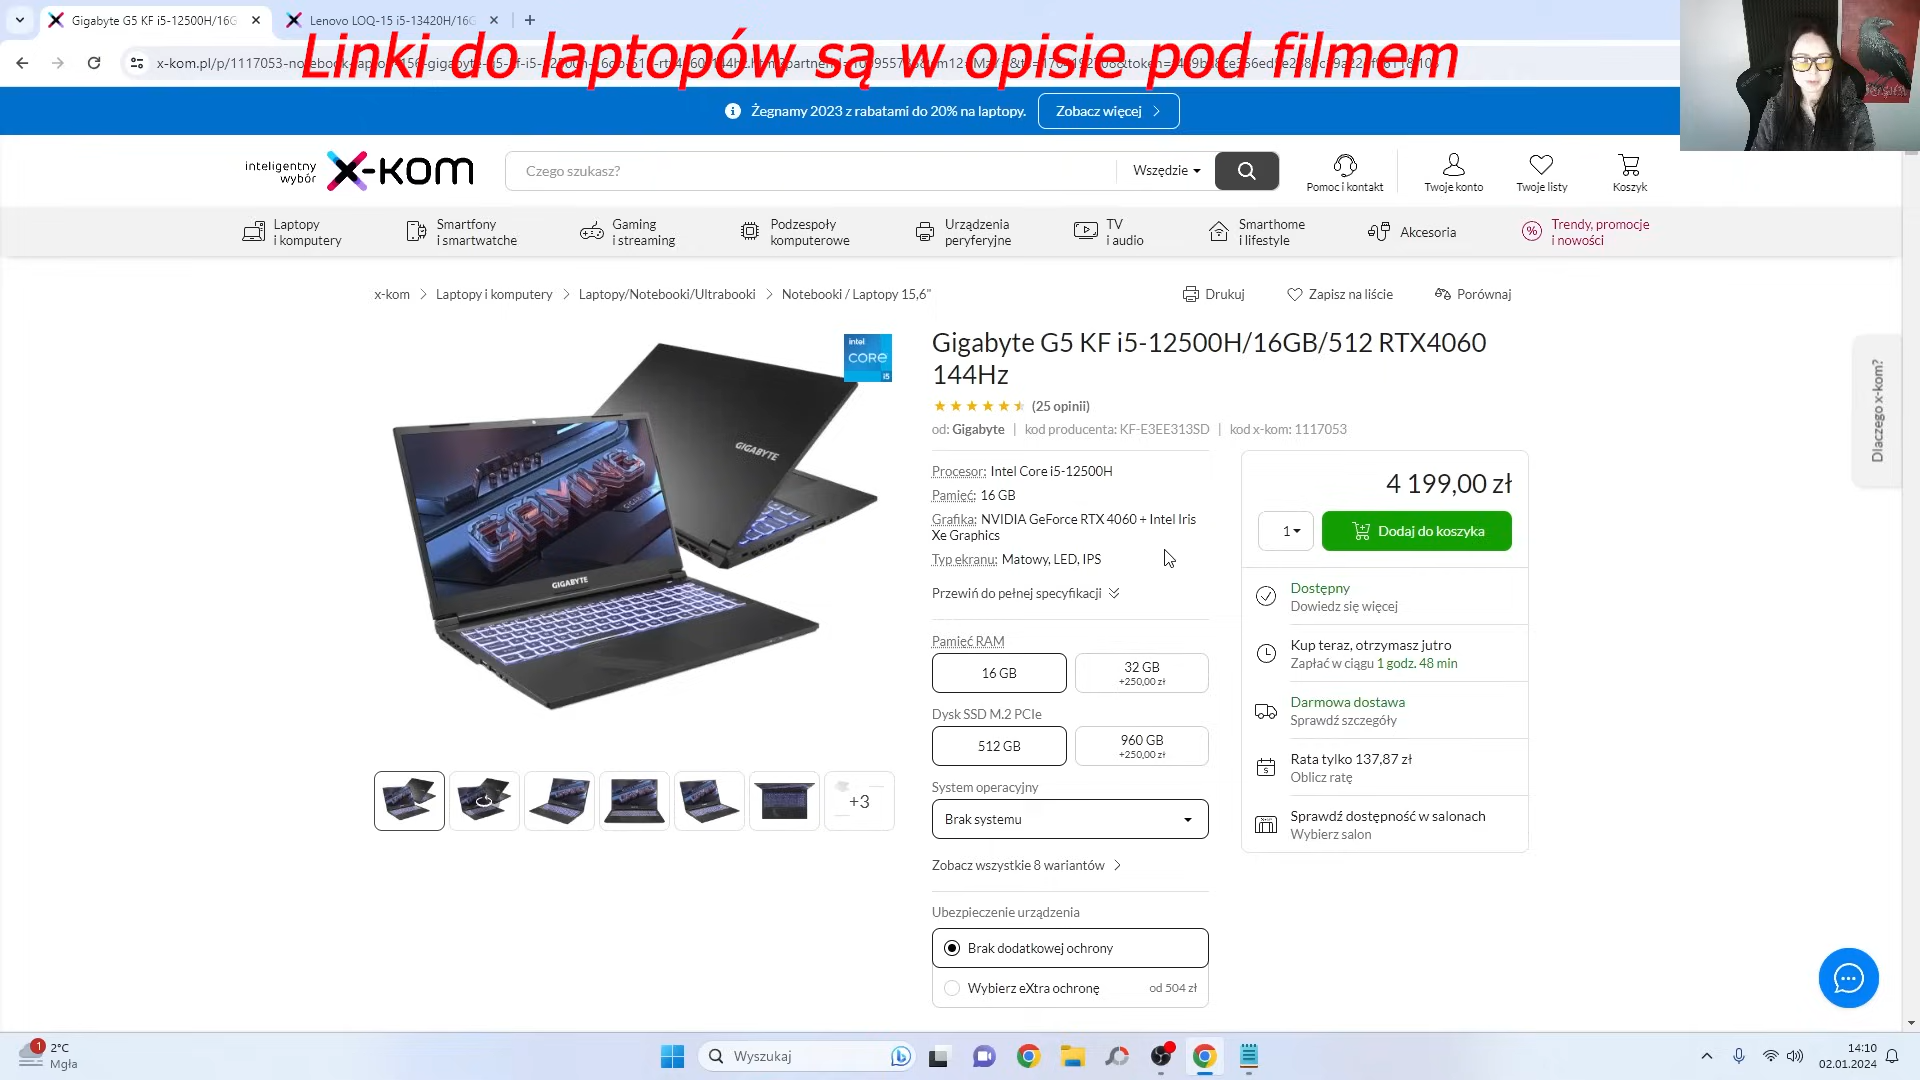 Gigabyte G5 KF i5-12500H/16G
Lenovo LOQ-15 i5-13420H/16G
Linki do laptopów są w opisie pod filmem
Żegnamy 2023 z rabatami do 20% na laptopy.
Zobacz więcej
inteligentny
wybór
x-kom
Czego szukasz?
Wszędzie
Pomoc i kontakt
Twoje konto
Twoje listy
Koszyk
Laptopy
i komputery
Smartfony
i smartwatche
Gaming
i streaming
Podzespoły
komputerowe
Urządzenia
peryferyjne
TV
i audio
Smarthome
i lifestyle
Akcesoria
Trendy, promocje
i nowości
x-kom
Laptopy i komputery
Laptopy/Notebooki/Ultrabooki
Notebooki / Laptopy 15,6"
Drukuj
Zapisz na liście
Porównaj
Dlaczego x-kom?
intel
CORE
i5
GIGABYTE
GAMING
GIGABYTE
+3
Gigabyte G5 KF i5-12500H/16GB/512 RTX4060
144Hz
(25 opinii)
od: Gigabyte | kod producenta: KF-E3EE313SD | kod x-kom: 1117053
Procesor: Intel Core i5-12500H
Pamięć: 16 GB
Grafika: NVIDIA GeForce RTX 4060 + Intel Iris
Xe Graphics
Typ ekranu: Matowy, LED, IPS
Przewiń do pełnej specyfikacji
Pamięć RAM
16 GB
32 GB
+250,00 zł
Dysk SSD M.2 PCIe
512 GB
960 GB
+250,00 zł
System operacyjny
Brak systemu
Zobacz wszystkie 8 wariantów
Ubezpieczenie urządzenia
Brak dodatkowej ochrony
Wybierz eXtra ochronę
od 504 zł
4 199,00 zł
1
Dodaj do koszyka
Dostępny
Dowiedz się więcej
Kup teraz, otrzymasz jutro
Zapłać w ciągu 1 godz. 48 min
Darmowa dostawa
Sprawdź szczegóły
Rata tylko 137,87 zł
Oblicz ratę
Sprawdź dostępność w salonach
Wybierz salon
1
2°C
Mgła
Wyszukaj
14:10
02.01.2024